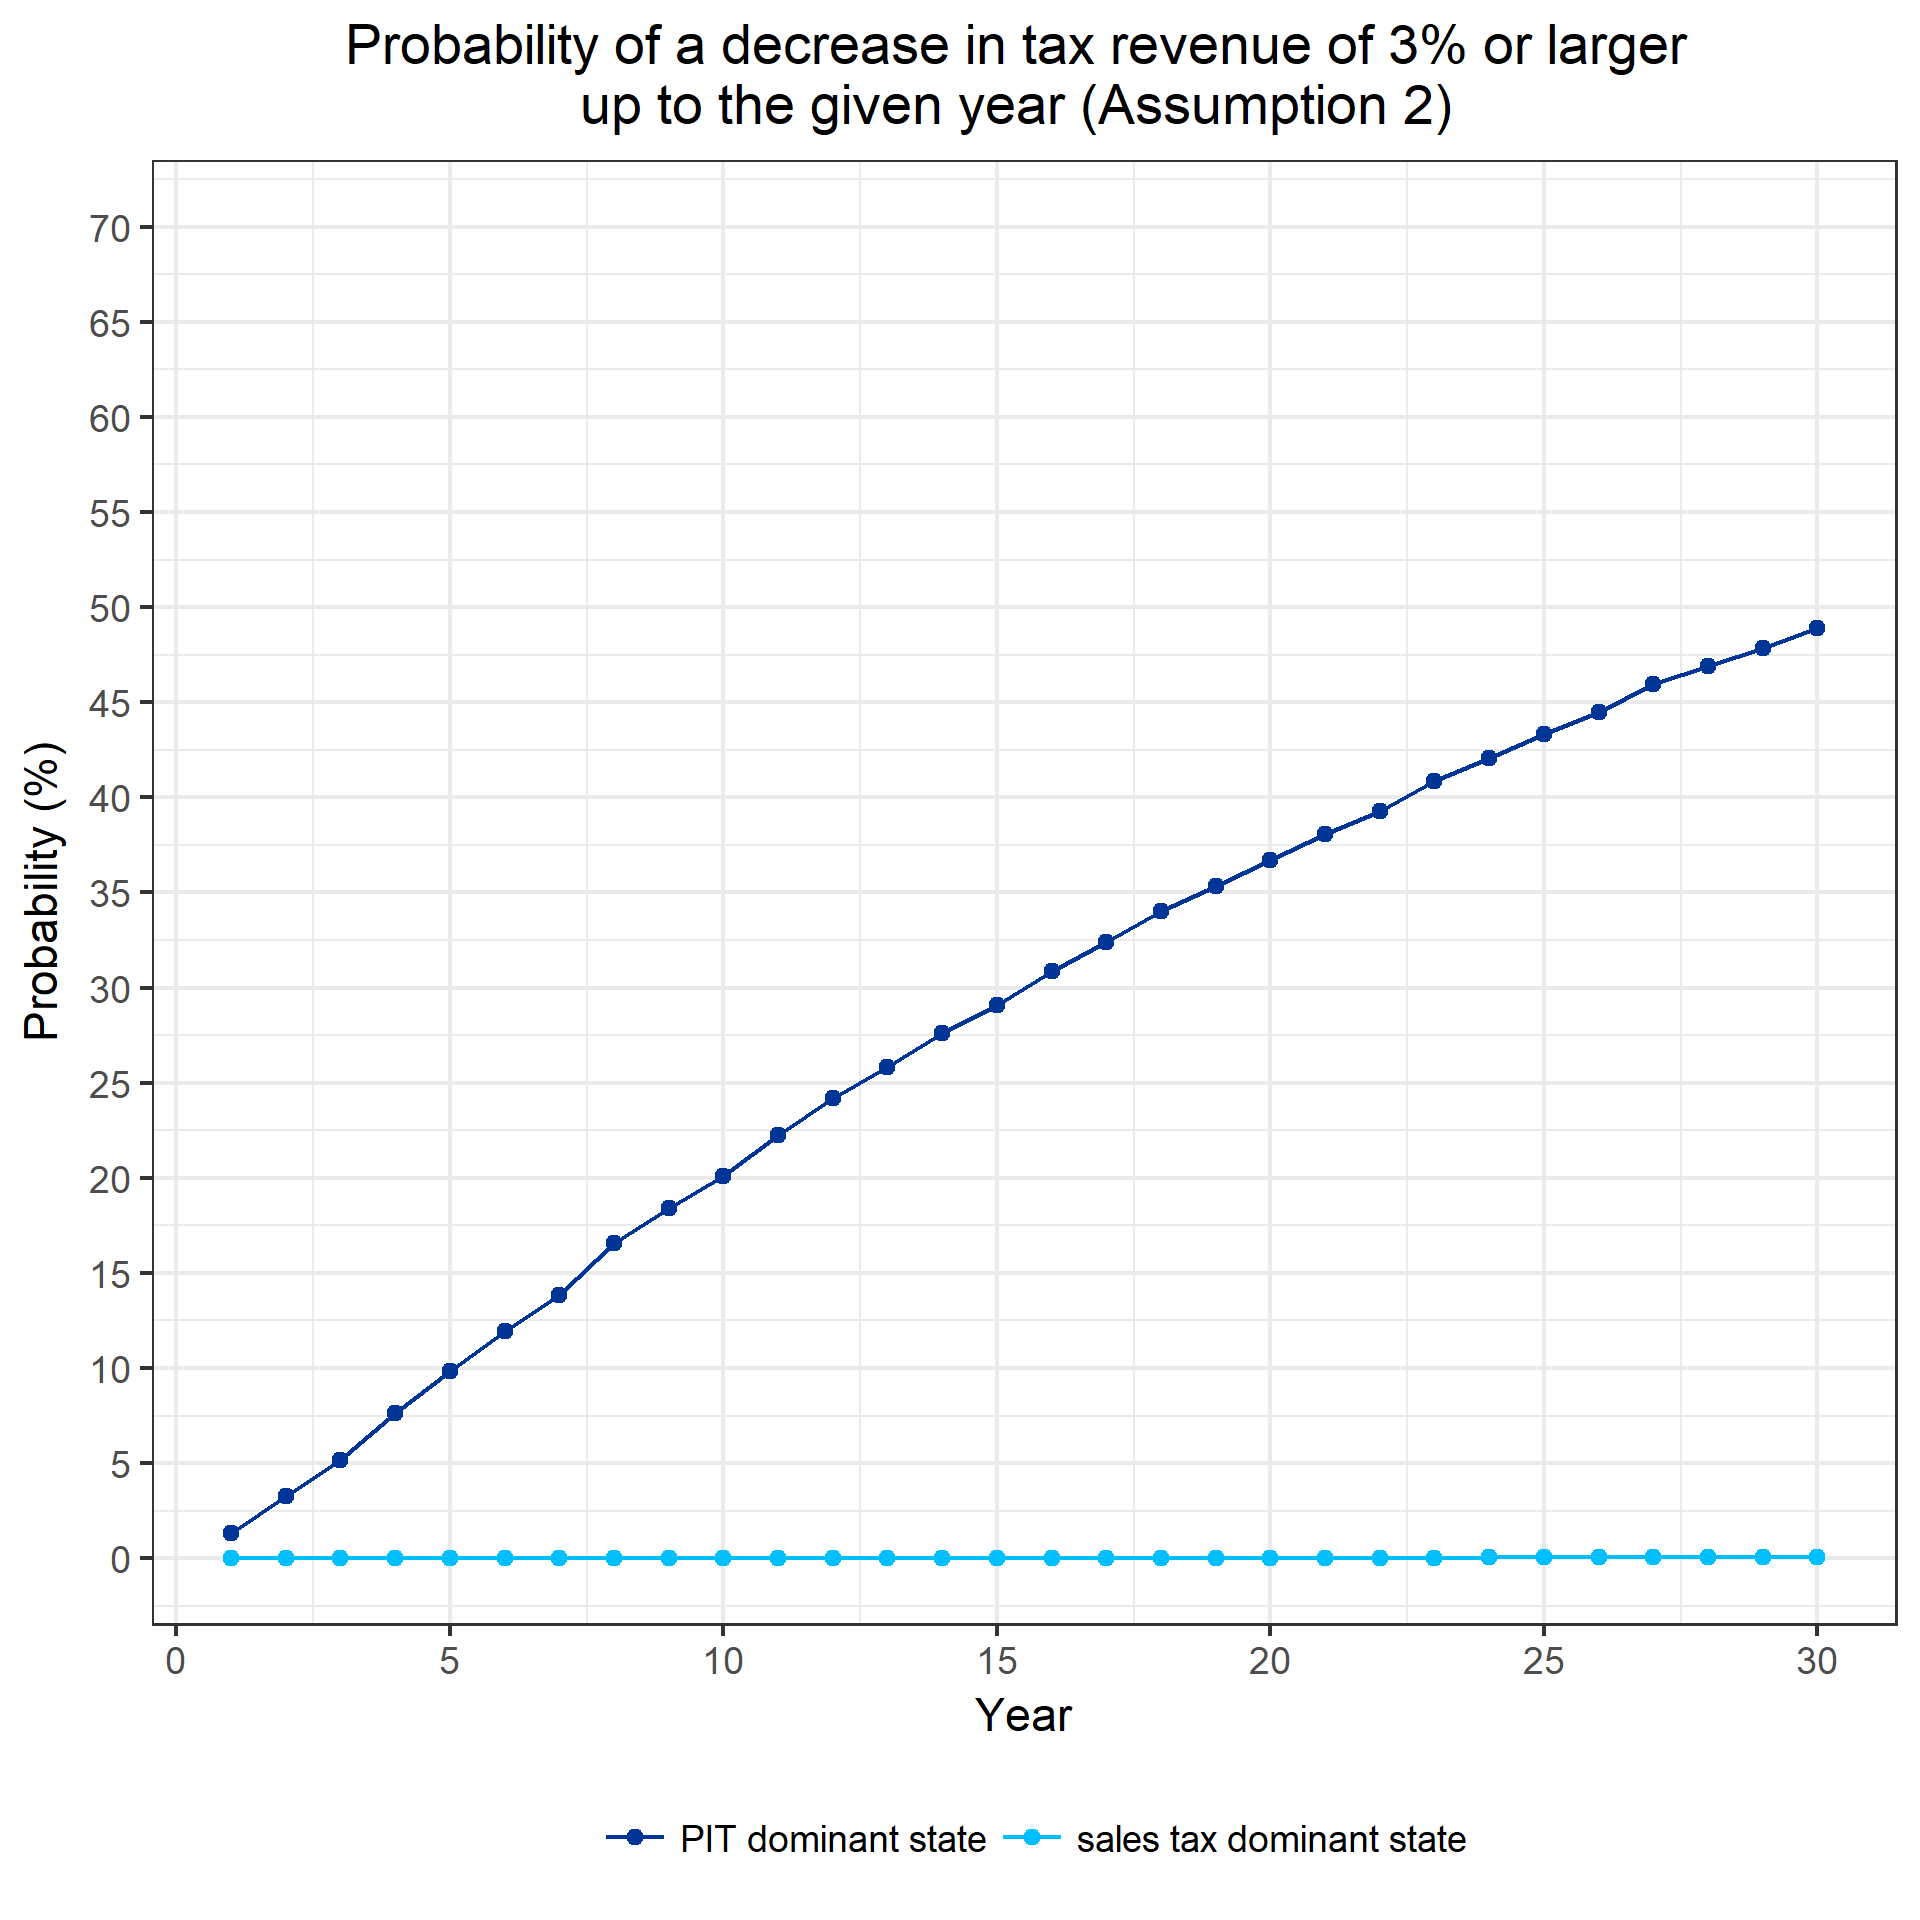 Probability of a decrease in tax revenue of 3% or larger
up to the given year (Assumption 2)
Probability (%)
70
65
60
55
50
45
40
35
30
25
20
15
10
5
0
0 5 10 15 20 25 30
Year
PIT dominant state sales tax dominant state